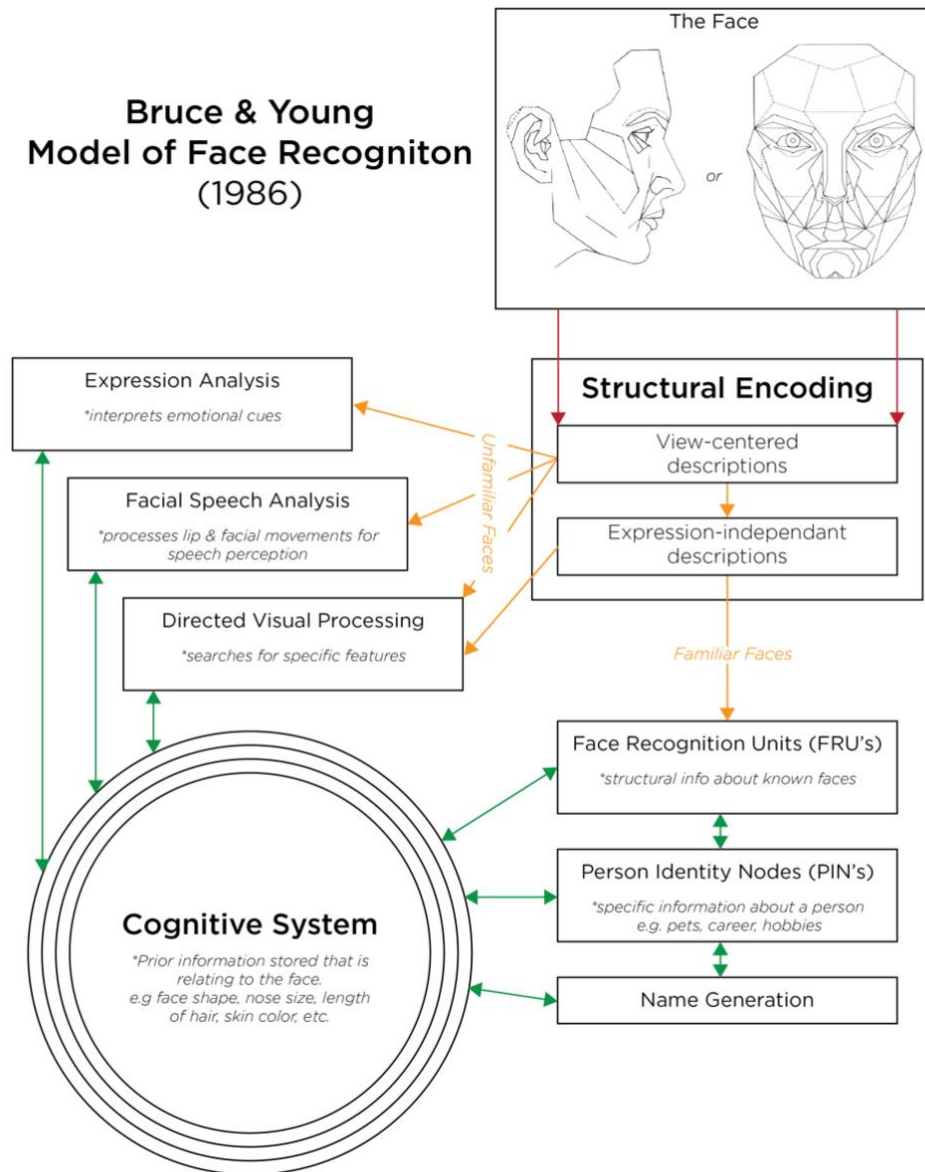 The Face
Bruce & Young
Model of Face Recogniton
(1986)
or
Expression Analysis
*interprets emotional cues
Structural Encoding
View-centered
descriptions
Unfamiliar Faces
Facial Speech Analysis
*processes lip & facial movements for
speech perception
Expression-independant
descriptions
Directed Visual Processing
*searches for specific features
Familiar Faces
Face Recognition Units (FRU's)
*structural info about known faces
Person Identity Nodes (PIN's)
*specific information about a person
e.g. pets, career, hobbies
Cognitive System
*Prior information stored that is
relating to the face.
e.g face shape, nose size, length
of hair, skin color, etc.
Name Generation